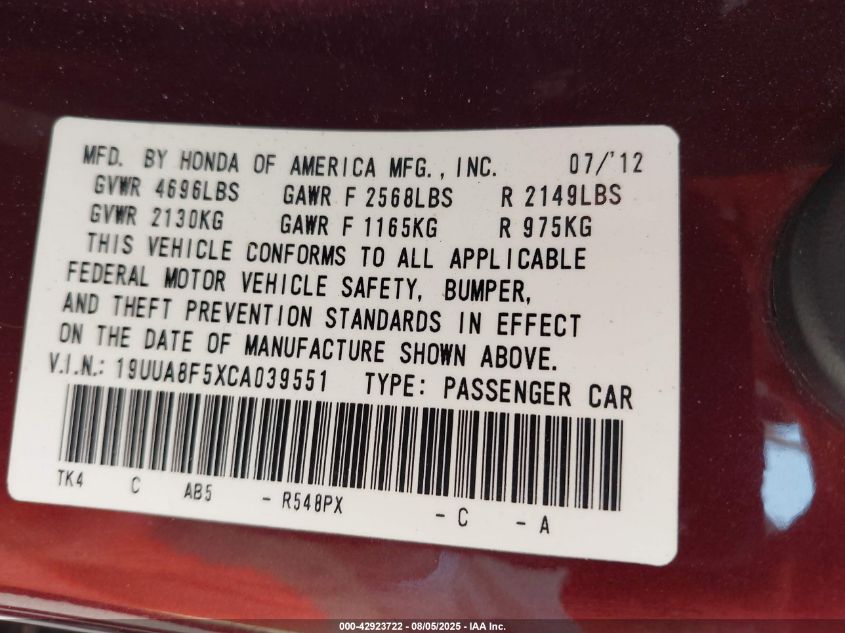 MFD. BY HONDA OF AMERICA MFG., INC. 07/'12
GVWR 4696LBS GAWR F 2568LBS R 2149LBS
GVWR 2130KG GAWR F 1165KG R 975KG
THIS VEHICLE CONFORMS TO ALL APPLICABLE
FEDERAL MOTOR VEHICLE SAFETY, BUMPER,
AND THEFT PREVENTION STANDARDS IN EFFECT
ON THE DATE OF MANUFACTURE SHOWN ABOVE.
V.I.N.: 19UUA8F5XCA039551 TYPE: PASSENGER CAR
TK4 C AB5 - R548PX - C - A
000-42923722 - 08/05/2025 - IAA Inc.